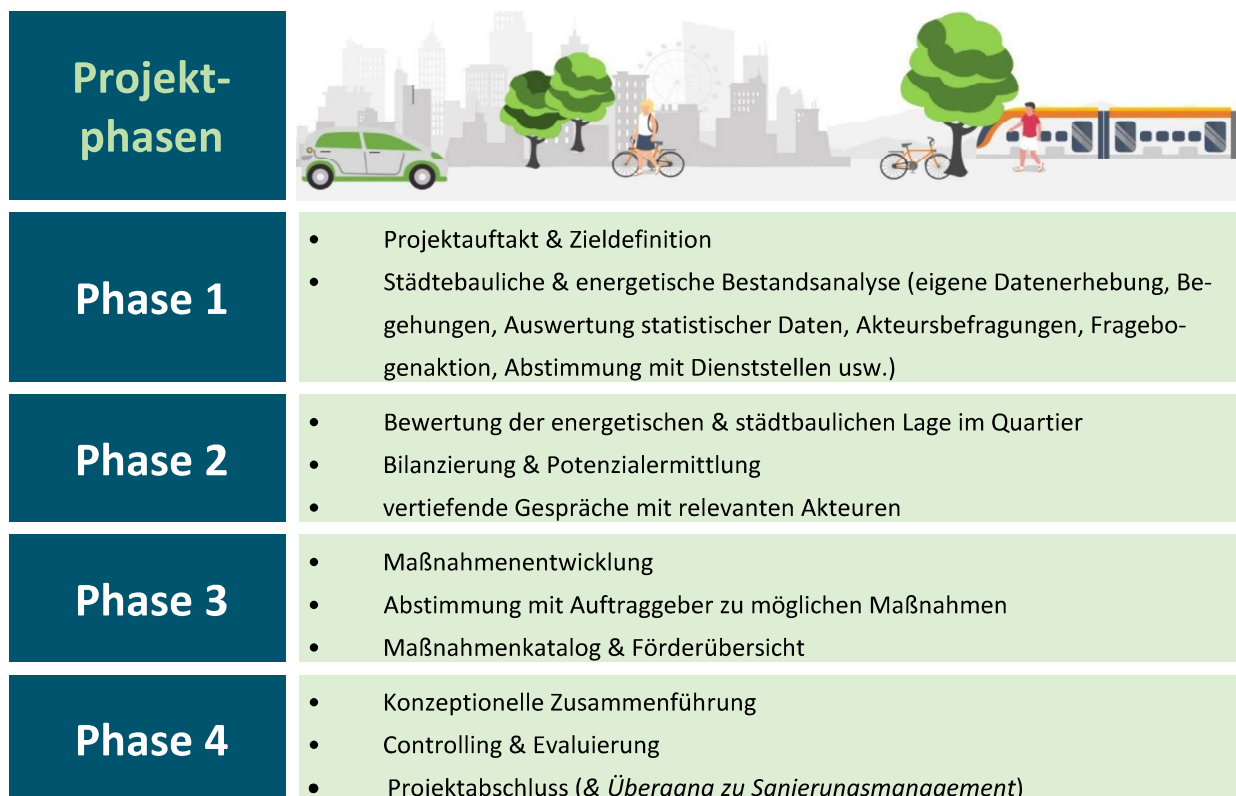 Projekt-
phasen
Phase 1
• Projektauftakt & Zieldefinition
• Städtebauliche & energetische Bestandsanalyse (eigene Datenerhebung, Be-
gehungen, Auswertung statistischer Daten, Akteursbefragungen, Fragebo-
genaktion, Abstimmung mit Dienststellen usw.)
Phase 2
• Bewertung der energetischen & städtbaulichen Lage im Quartier
• Bilanzierung & Potenzialermittlung
• vertiefende Gespräche mit relevanten Akteuren
Phase 3
• Maßnahmenentwicklung
• Abstimmung mit Auftraggeber zu möglichen Maßnahmen
• Maßnahmenkatalog & Förderübersicht
Phase 4
• Konzeptionelle Zusammenführung
• Controlling & Evaluierung
• Projektabschluss (& Übergang zu Sanierungsmanagement)